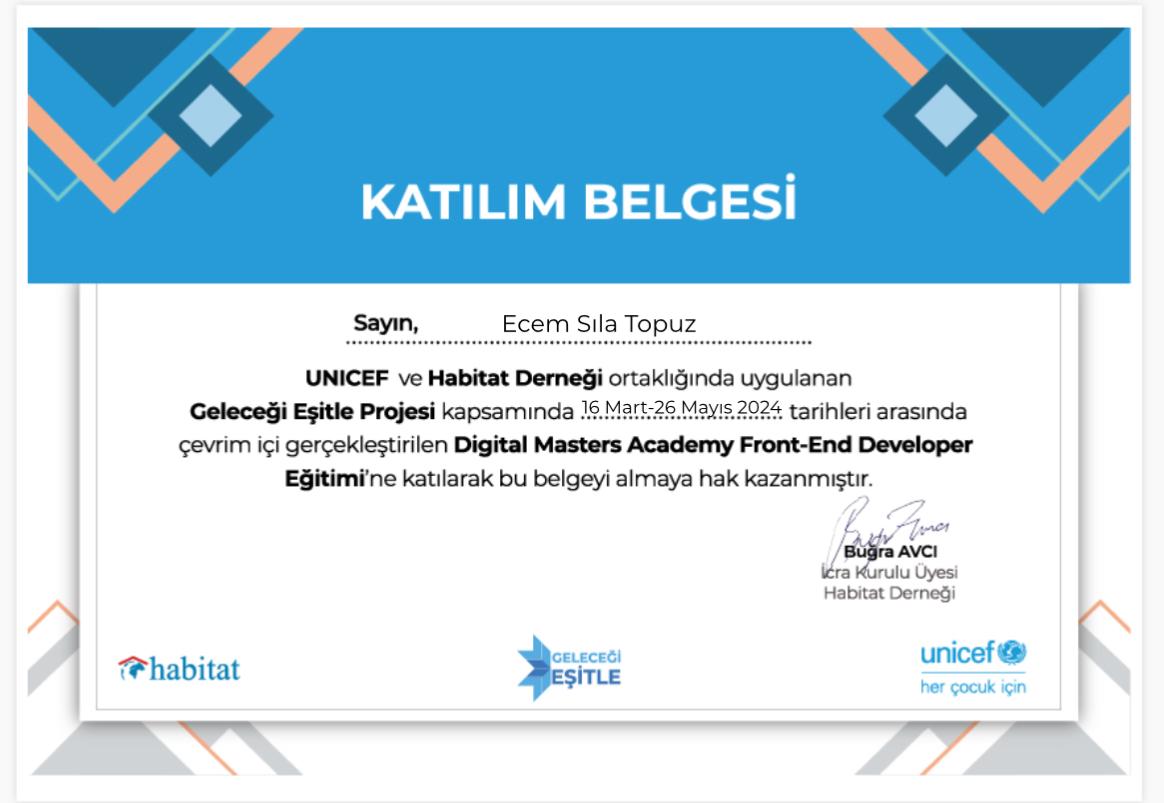 KATILIM BELGESİ
Sayın, Ecem Sıla Topuz
UNICEF ve Habitat Derneği ortaklığında uygulanan
Geleceği Eşitle Projesi kapsamında 16 Mart-26 Mayıs 2024 tarihleri arasında
çevrim içi gerçekleştirilen Digital Masters Academy Front-End Developer
Eğitimi'ne katılarak bu belgeyi almaya hak kazanmıştır.
Buğra AVCI
İcra Kurulu Üyesi
Habitat Derneği
habitat
GELECEĞİ
EŞİTLE
unicef
her çocuk için